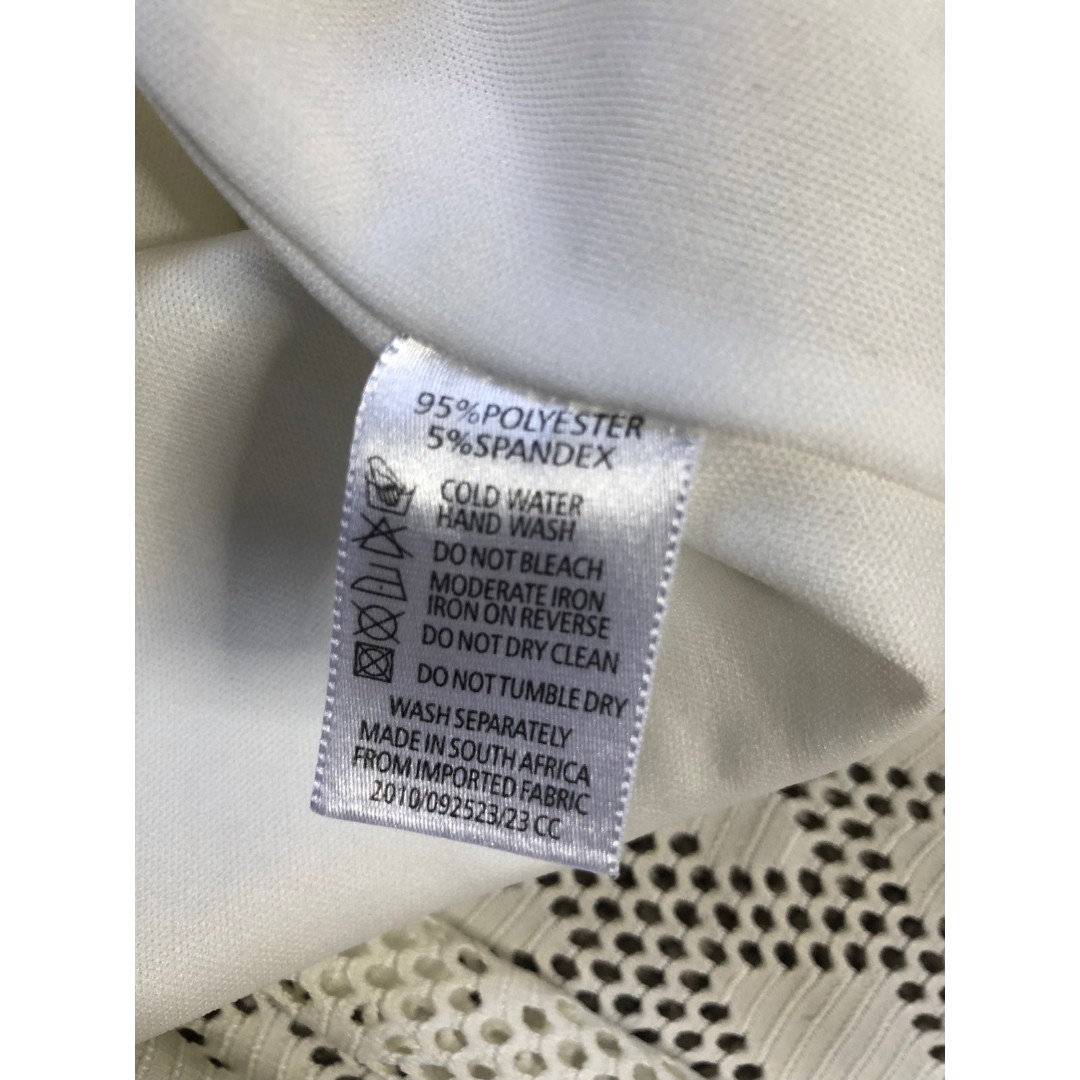 95%POLYESTER
5%SPANDEX
COLD WATER
HAND WASH
DO NOT BLEACH
MODERATE IRON
IRON ON REVERSE
DO NOT DRY CLEAN
DO NOT TUMBLE DRY
WASH SEPARATELY
MADE IN SOUTH AFRICA
FROM IMPORTED FABRIC
2010/092523/23 CC